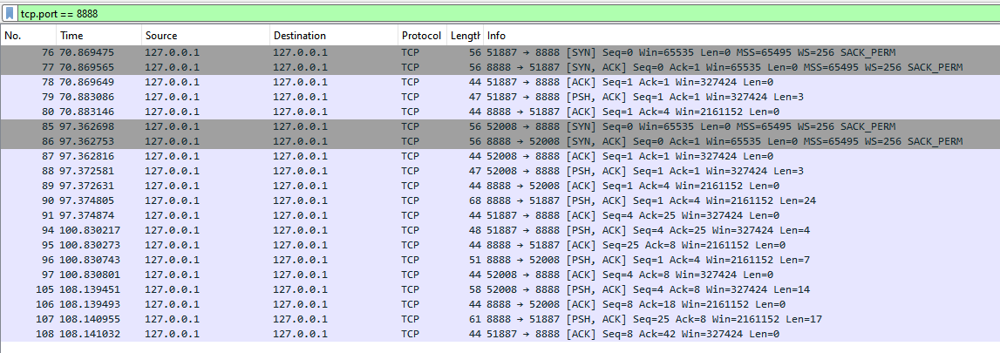 tcp.port == 8888
No. Time Source Destination Protocol Length Info
76 70.869475 127.0.0.1 127.0.0.1 TCP 56 51887 → 8888 [SYN] Seq=0 Win=65535 Len=0 MSS=65495 WS=256 SACK_PERM
77 70.869565 127.0.0.1 127.0.0.1 TCP 56 8888 → 51887 [SYN, ACK] Seq=0 Ack=1 Win=65535 Len=0 MSS=65495 WS=256 SACK_PERM
78 70.869649 127.0.0.1 127.0.0.1 TCP 44 51887 → 8888 [ACK] Seq=1 Ack=1 Win=327424 Len=0
79 70.883086 127.0.0.1 127.0.0.1 TCP 47 51887 → 8888 [PSH, ACK] Seq=1 Ack=1 Win=327424 Len=3
80 70.883146 127.0.0.1 127.0.0.1 TCP 44 8888 → 51887 [ACK] Seq=1 Ack=4 Win=2161152 Len=0
85 97.362698 127.0.0.1 127.0.0.1 TCP 56 52008 → 8888 [SYN] Seq=0 Win=65535 Len=0 MSS=65495 WS=256 SACK_PERM
86 97.362753 127.0.0.1 127.0.0.1 TCP 56 8888 → 52008 [SYN, ACK] Seq=0 Ack=1 Win=65535 Len=0 MSS=65495 WS=256 SACK_PERM
87 97.362816 127.0.0.1 127.0.0.1 TCP 44 52008 → 8888 [ACK] Seq=1 Ack=1 Win=327424 Len=0
88 97.372581 127.0.0.1 127.0.0.1 TCP 47 52008 → 8888 [PSH, ACK] Seq=1 Ack=1 Win=327424 Len=3
89 97.372631 127.0.0.1 127.0.0.1 TCP 44 8888 → 52008 [ACK] Seq=1 Ack=4 Win=2161152 Len=0
90 97.374805 127.0.0.1 127.0.0.1 TCP 68 8888 → 51887 [PSH, ACK] Seq=1 Ack=4 Win=2161152 Len=24
91 97.374874 127.0.0.1 127.0.0.1 TCP 44 51887 → 8888 [ACK] Seq=4 Ack=25 Win=327424 Len=0
94 100.830217 127.0.0.1 127.0.0.1 TCP 48 51887 → 8888 [PSH, ACK] Seq=4 Ack=25 Win=327424 Len=4
95 100.830273 127.0.0.1 127.0.0.1 TCP 44 8888 → 51887 [ACK] Seq=25 Ack=8 Win=2161152 Len=0
96 100.830743 127.0.0.1 127.0.0.1 TCP 51 8888 → 52008 [PSH, ACK] Seq=1 Ack=4 Win=2161152 Len=7
97 100.830801 127.0.0.1 127.0.0.1 TCP 44 52008 → 8888 [ACK] Seq=4 Ack=8 Win=327424 Len=0
105 108.139451 127.0.0.1 127.0.0.1 TCP 58 52008 → 8888 [PSH, ACK] Seq=4 Ack=8 Win=327424 Len=14
106 108.139493 127.0.0.1 127.0.0.1 TCP 44 8888 → 52008 [ACK] Seq=8 Ack=18 Win=2161152 Len=0
107 108.140955 127.0.0.1 127.0.0.1 TCP 61 8888 → 51887 [PSH, ACK] Seq=25 Ack=8 Win=2161152 Len=17
108 108.141032 127.0.0.1 127.0.0.1 TCP 44 51887 → 8888 [ACK] Seq=8 Ack=42 Win=327424 Len=0